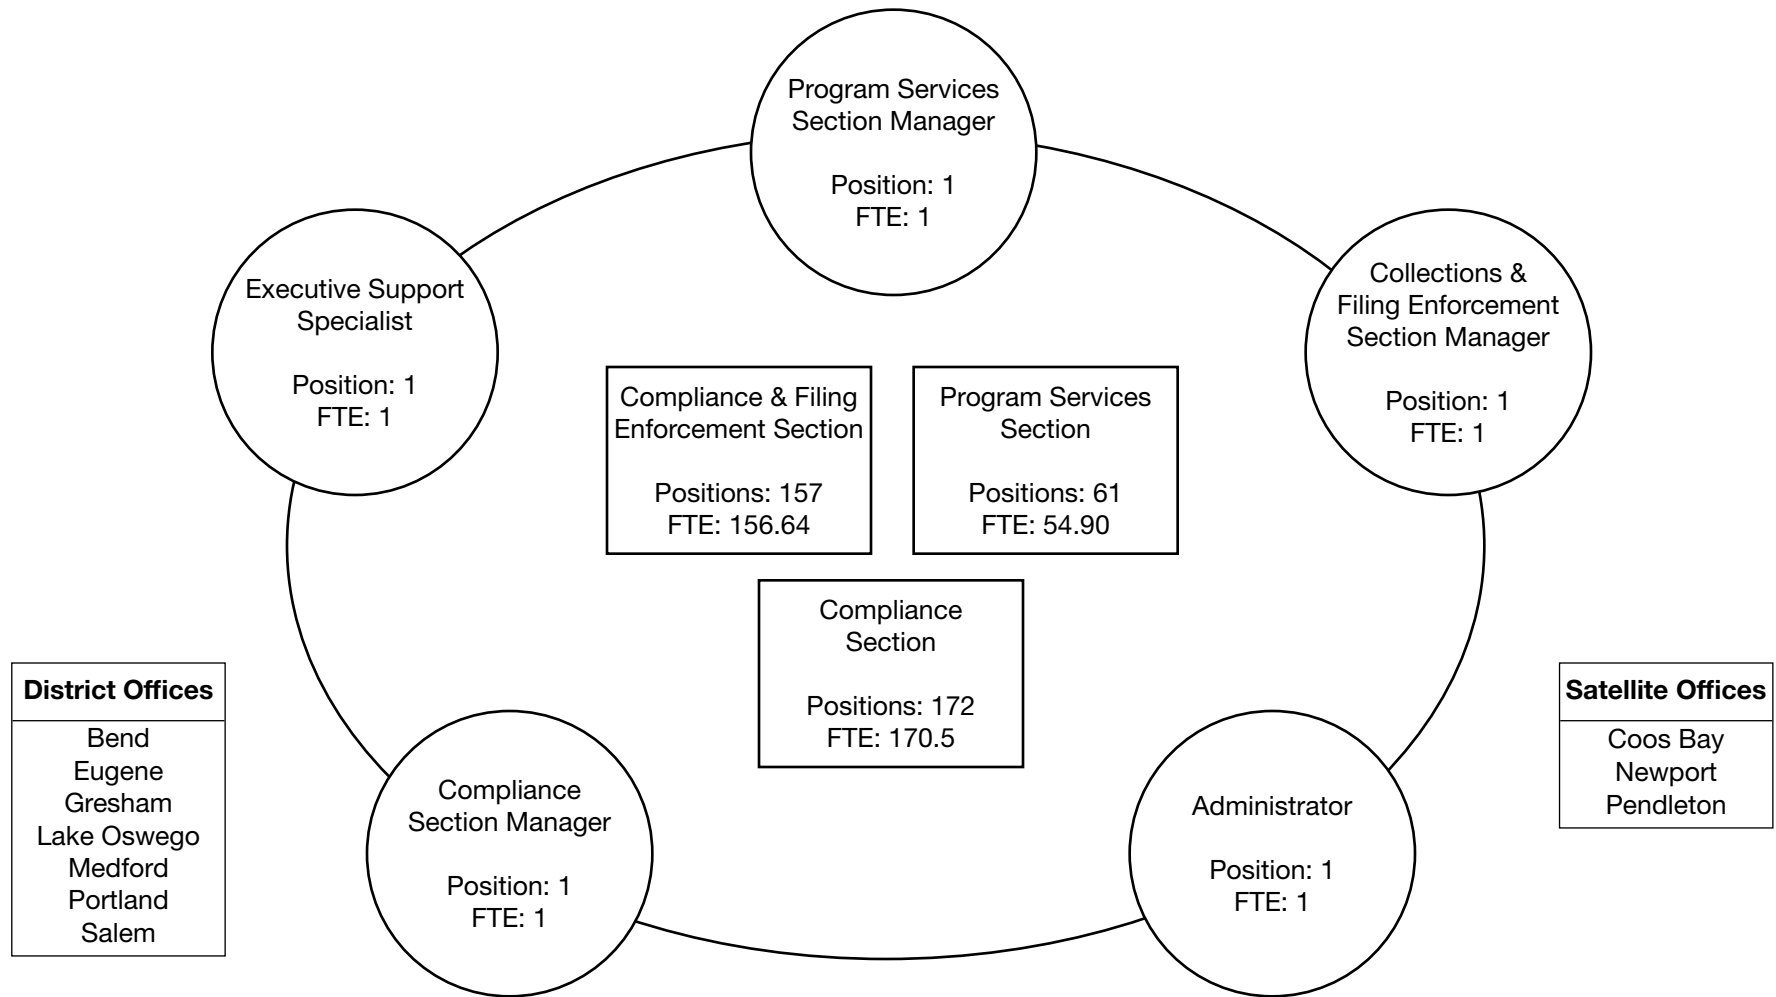 Program Services
Section Manager
Position: 1
FTE: 1
Executive Support
Specialist
Position: 1
FTE: 1
Collections &
Filing Enforcement
Section Manager
Position: 1
FTE: 1
Compliance & Filing
Enforcement Section
Positions: 157
FTE: 156.64
Program Services
Section
Positions: 61
FTE: 54.90
Compliance
Section
Positions: 172
FTE: 170.5
District Offices
Bend
Eugene
Gresham
Lake Oswego
Medford
Portland
Salem
Compliance
Section Manager
Position: 1
FTE: 1
Administrator
Position: 1
FTE: 1
Satellite Offices
Coos Bay
Newport
Pendleton